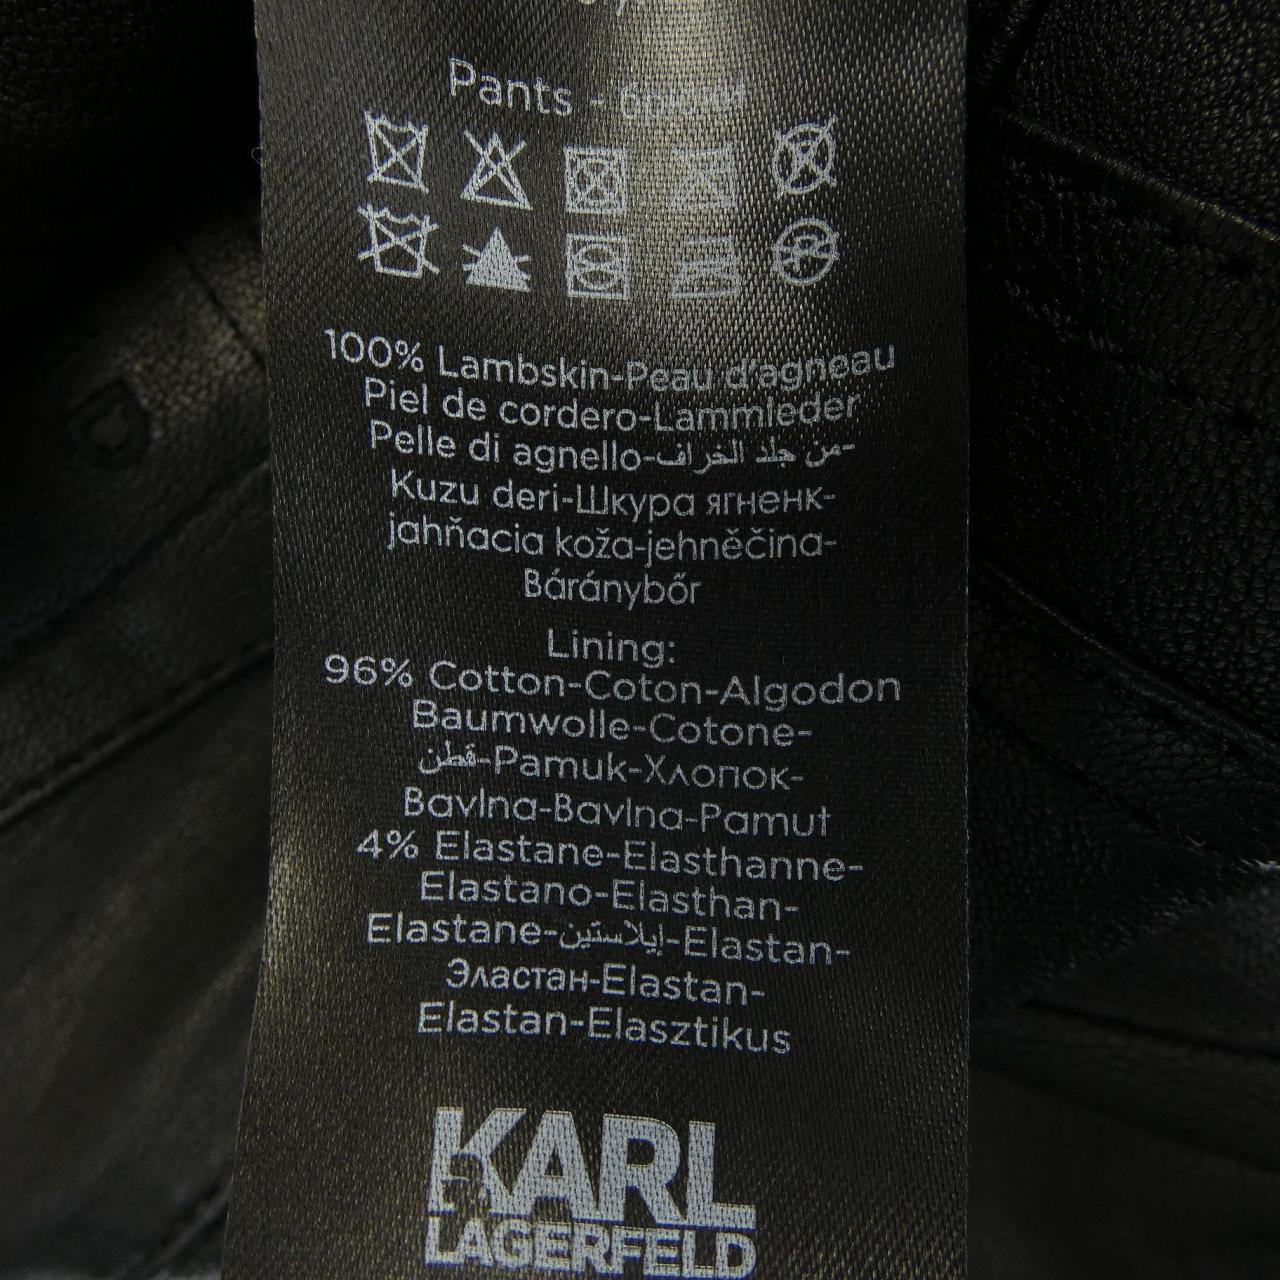 Pants - брюки
100% Lambskin-Peau d'agneau
Piel de cordero-Lammleder
Pelle di agnello-من جلد الخراف-
Kuzu deri-Шкура ягненк-
jahňacia koža-jehněčina-
Báránybőr
Lining:
96% Cotton-Coton-Algodon
Baumwolle-Cotone-
قطن-Pamuk-Хлопок-
Bavlna-Bavlna-Pamut
4% Elastane-Elasthanne-
Elastano-Elasthan-
Elastane-إيلاستين-Elastan-
Эластан-Elastan-
Elastan-Elasztikus
KARL
LAGERFELD